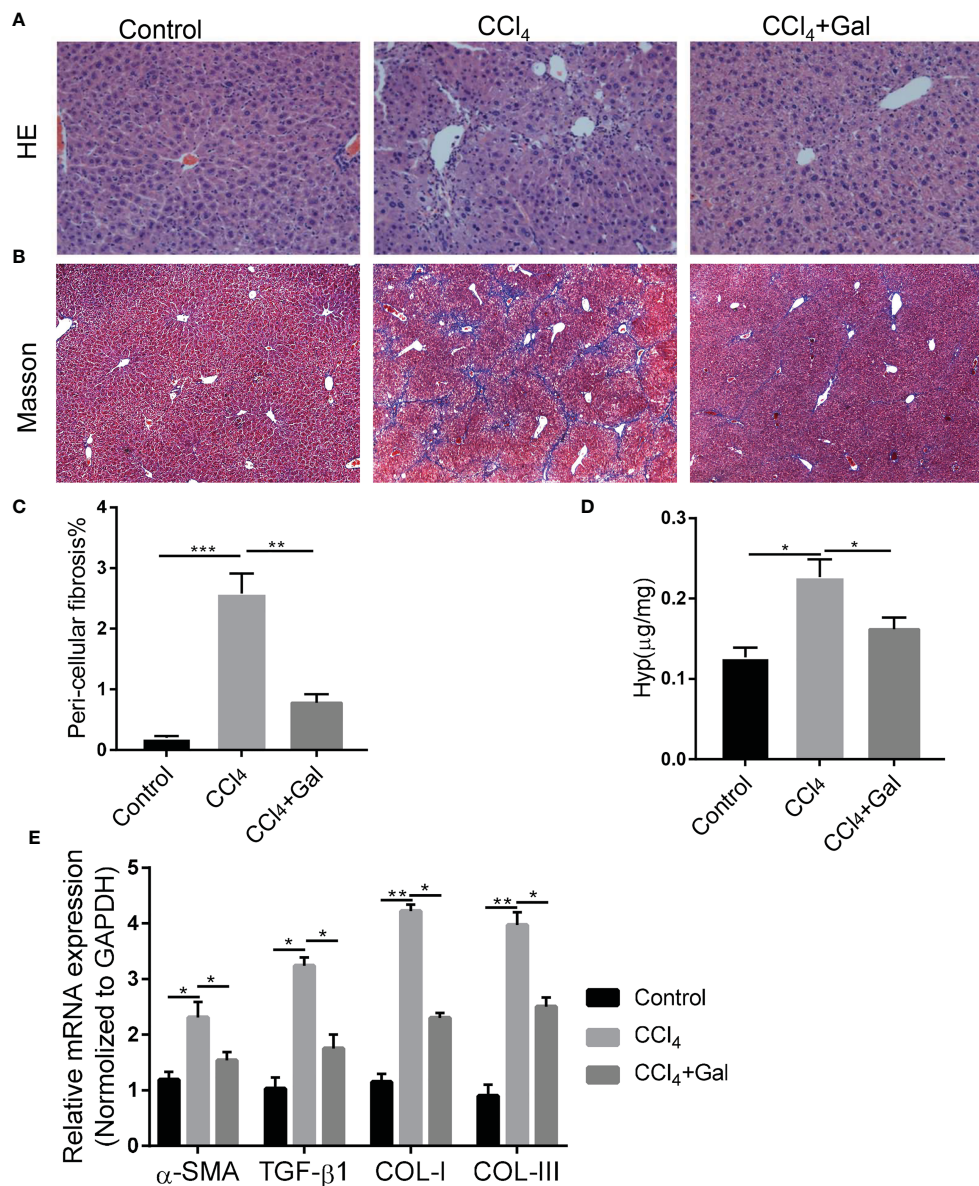 A
Control
CCl₄
CCl₄+Gal
HE
B
Masson
C
Peri-cellular fibrosis%
3
2
1
0
***
**
Control
CCl₄
CCl₄+Gal
D
Hyp(μg/mg)
0.3
0.2
0.1
0.0
*
*
Control
CCl₄
CCl₄+Gal
E
Relative mRNA expression
(Normolized to GAPDH)
5
4
3
2
1
0
*
*
*
*
**
*
**
*
α-SMA
TGF-β1
COL-I
COL-III
Control
CCl₄
CCl₄+Gal